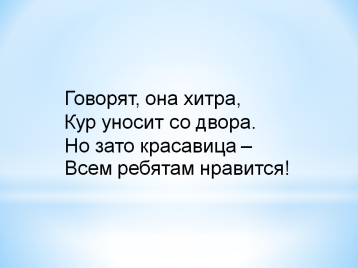 Говорят, она хитра,
Кур уносит со двора.
Но зато красавица –
Всем ребятам нравится!